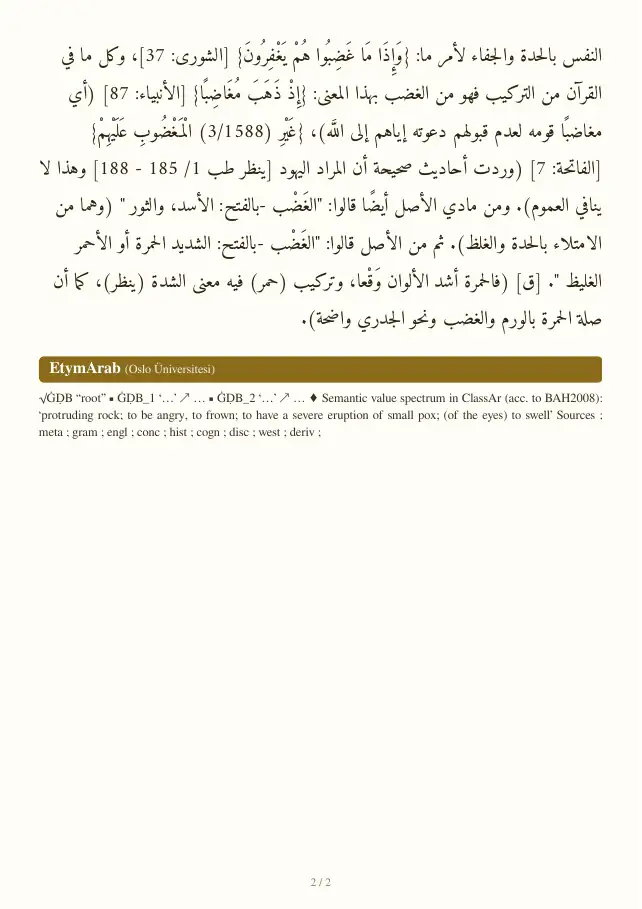 النفس بالحدة والجفاء لأمر ما: {وَإِذَا مَا غَضِبُوا هُمْ يَغْفِرُونَ} [الشورى: 37]، وكل ما في
القرآن من التركيب فهو من الغضب بهذا المعنى: {إِذْ ذَهَبَ مُغَاضِبًا} [الأنبياء: 87] (أي
مغاضبًا قومه لعدم قبولهم دعوته إياهم إلى اللَّه)، {غَيْرِ (3/1588) الْمَغْضُوبِ عَلَيْهِمْ}
[الفاتحة: 7] (وردت أحاديث صحيحة أن المراد اليهود [ينظر طب 1/ 185 - 188] وهذا لا
ينافي العموم). ومن مادي الأصل أيضًا قالوا: "الغَضْب -بالفتح: الأسد، والثور " (وهما من
الامتلاء بالحدة والغلظ). ثم من الأصل قالوا: "الغَضْب -بالفتح: الشديد الحمرة أو الأحمر
الغليظ ". [ق] (فالحمرة أشد الألوان وَقْعا، وتركيب (حمر) فيه معنى الشدة (ينظر)، كما أن
صلة الحمرة بالورم والغضب ونحو الجدري واضحة).
EtymArab (Oslo Üniversitesi)
√ĠḌB “root” ▪ ĠḌB_1 ‘…’ ↗ … ▪ ĠḌB_2 ‘…’ ↗ … ♦ Semantic value spectrum in ClassAr (acc. to BAH2008):
‘protruding rock; to be angry, to frown; to have a severe eruption of small pox; (of the eyes) to swell’ Sources ;
meta ; gram ; engl ; conc ; hist ; cogn ; disc ; west ; deriv ;
2 / 2